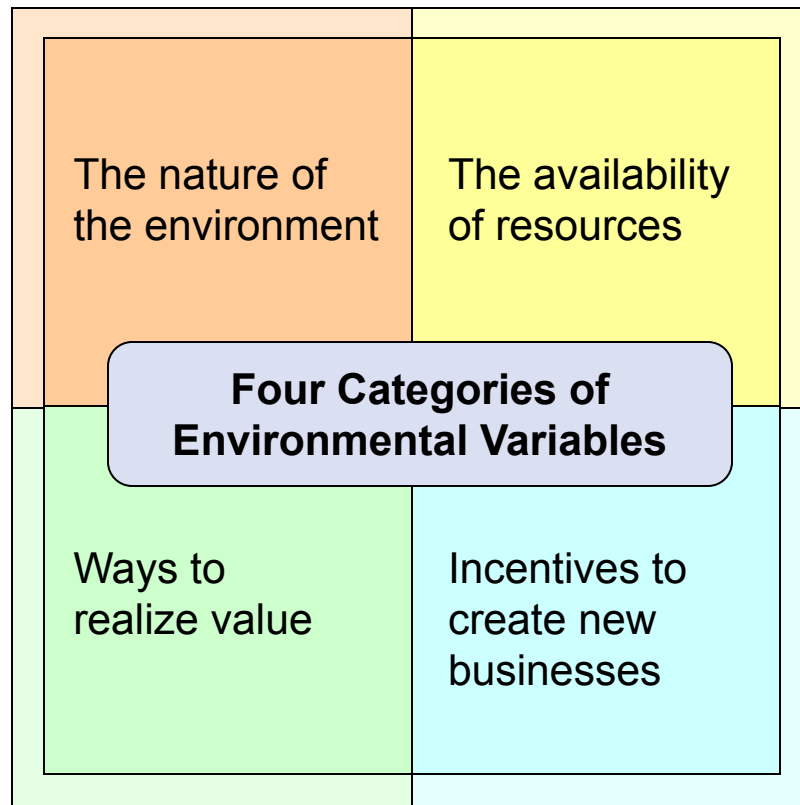 The nature of
the environment
The availability
of resources
Four Categories of
Environmental Variables
Ways to
realize value
Incentives to
create new
businesses